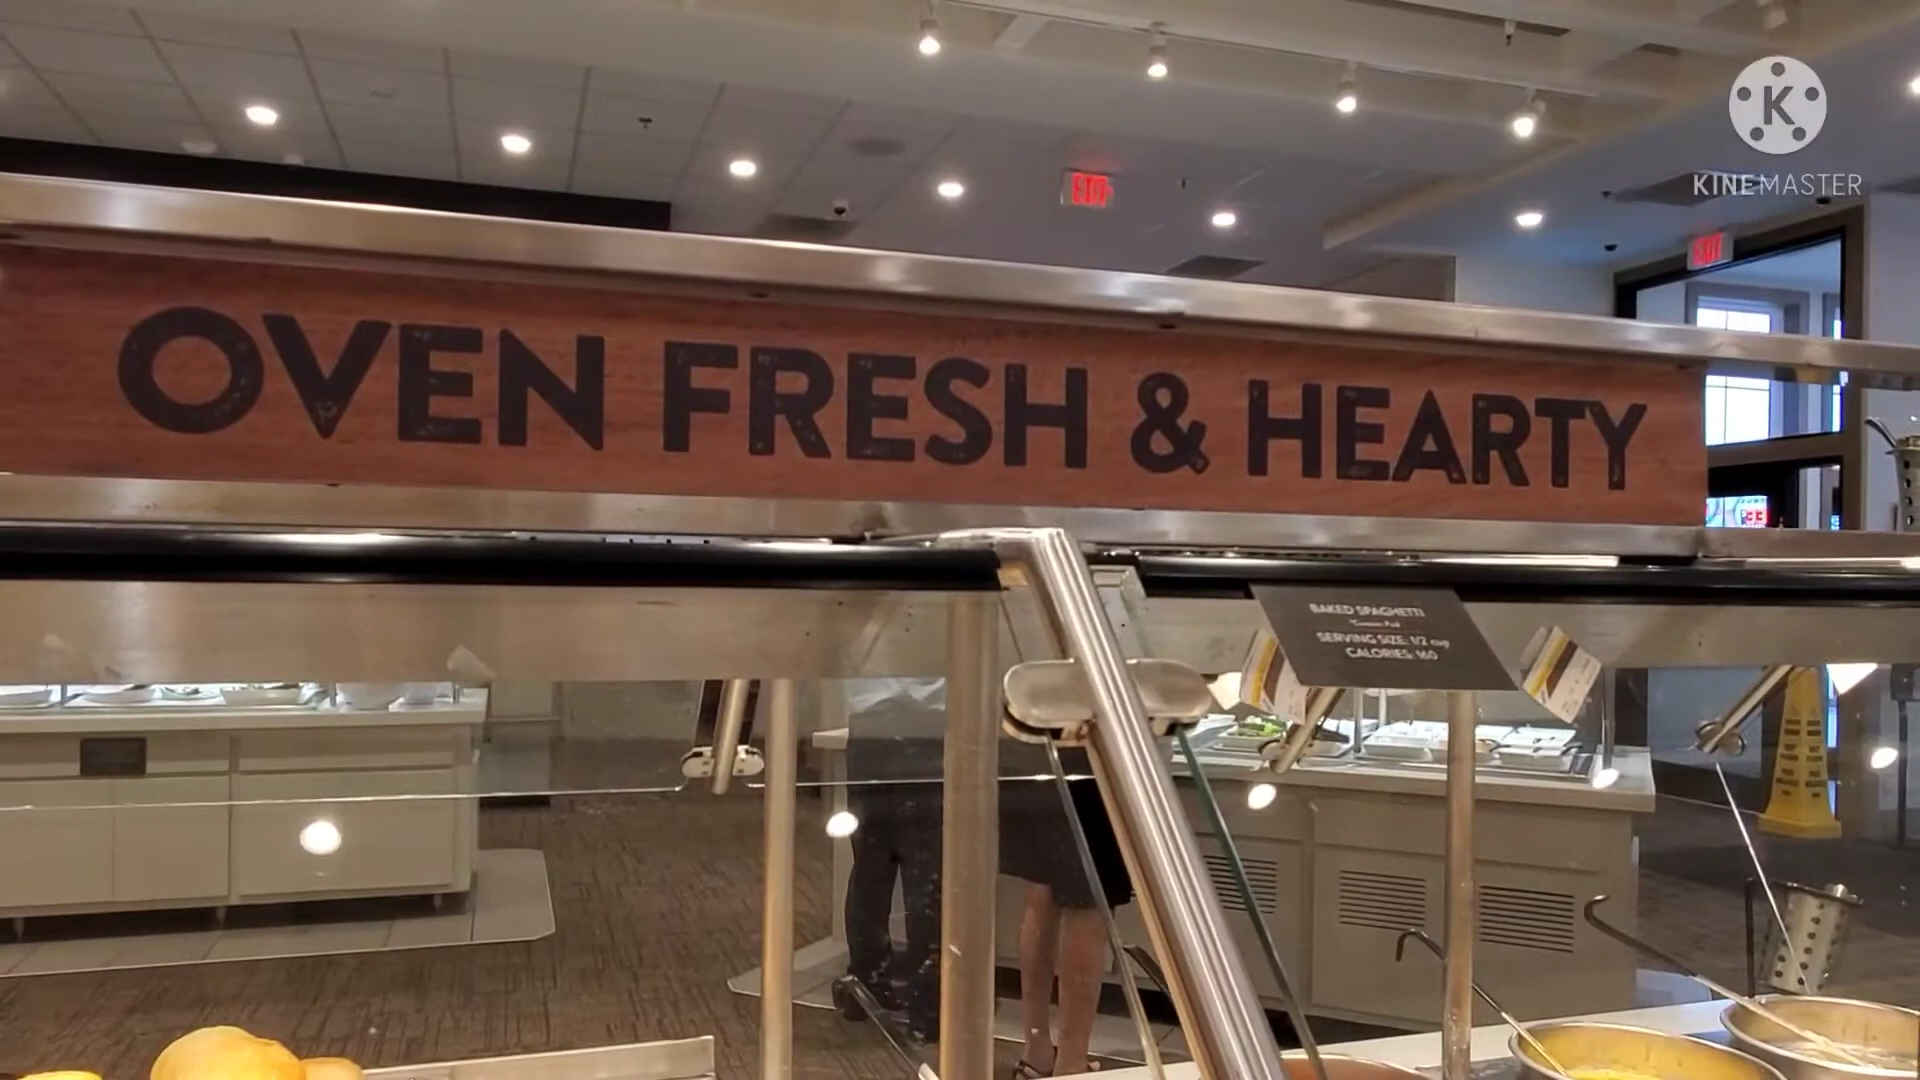 K
KINEMASTER
EXIT
EXIT
OVEN FRESH & HEARTY
BAKED SPAGHETTI
SERVING SIZE: 1/2 cup
CALORIES: 160